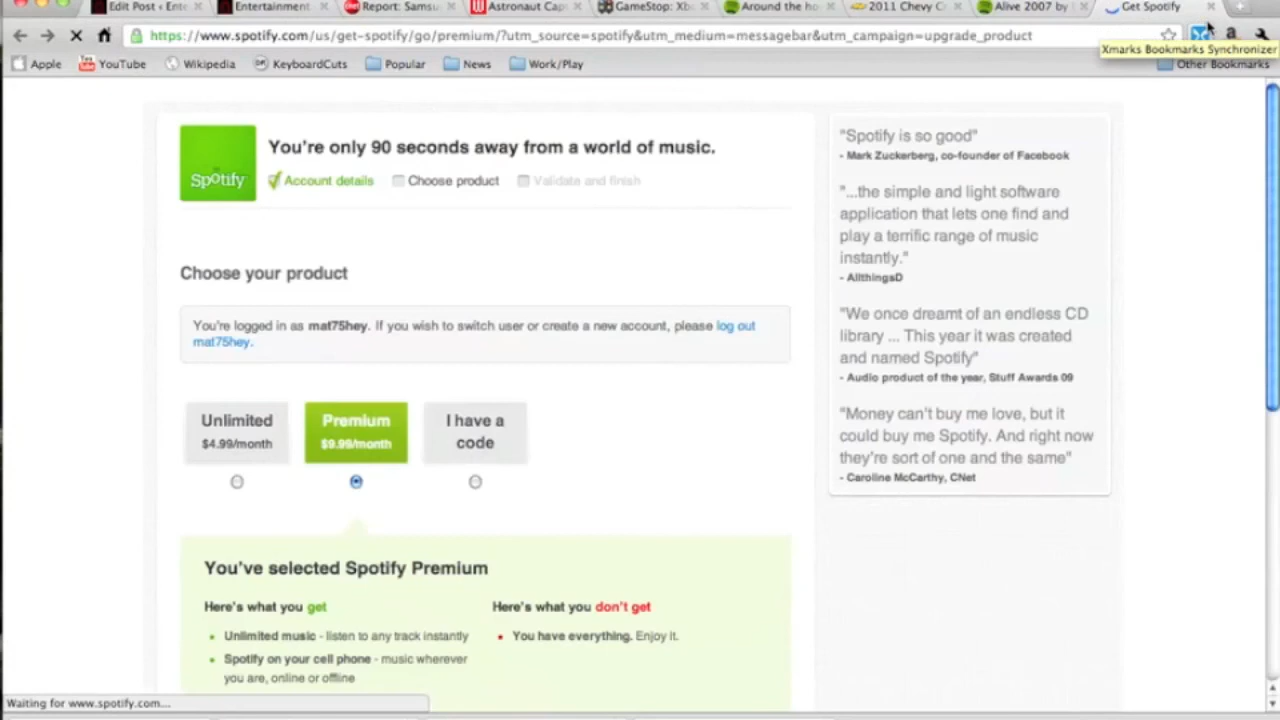 Edit Post ‹ Ente
Entertainment
Report: Samsu
Astronaut Cap
GameStop: Xb
Around the ho
2011 Chevy C
Alive 2007 by
Get Spotify
https://www.spotify.com/us/get-spotify/go/premium/?utm_source=spotify&utm_medium=messagebar&utm_campaign=upgrade_product
Xmarks Bookmarks Synchronizer
Apple
YouTube
Wikipedia
KeyboardCuts
Popular
News
Work/Play
Other Bookmarks
Spotify
You're only 90 seconds away from a world of music.
Account details
Choose product
Validate and finish
Choose your product
You're logged in as mat75hey. If you wish to switch user or create a new account, please log out
mat75hey.
Unlimited
$4.99/month
Premium
$9.99/month
I have a
code
You've selected Spotify Premium
Here's what you get
Unlimited music - listen to any track instantly
Spotify on your cell phone - music wherever
you are, online or offline
Here's what you don't get
You have everything. Enjoy it.
"Spotify is so good"
- Mark Zuckerberg, co-founder of Facebook
"...the simple and light software
application that lets one find and
play a terrific range of music
instantly."
- AllthingsD
"We once dreamt of an endless CD
library ... This year it was created
and named Spotify"
- Audio product of the year, Stuff Awards 09
"Money can't buy me love, but it
could buy me Spotify. And right now
they're sort of one and the same"
- Caroline McCarthy, CNet
Waiting for www.spotify.com...